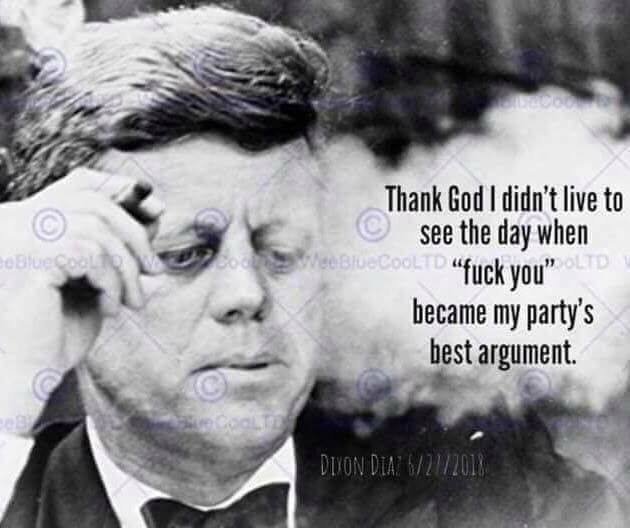 Thank God I didn't live to
see the day when
"fuck you"
became my party's
best argument.
DIXON DIAZ 6/27/2018